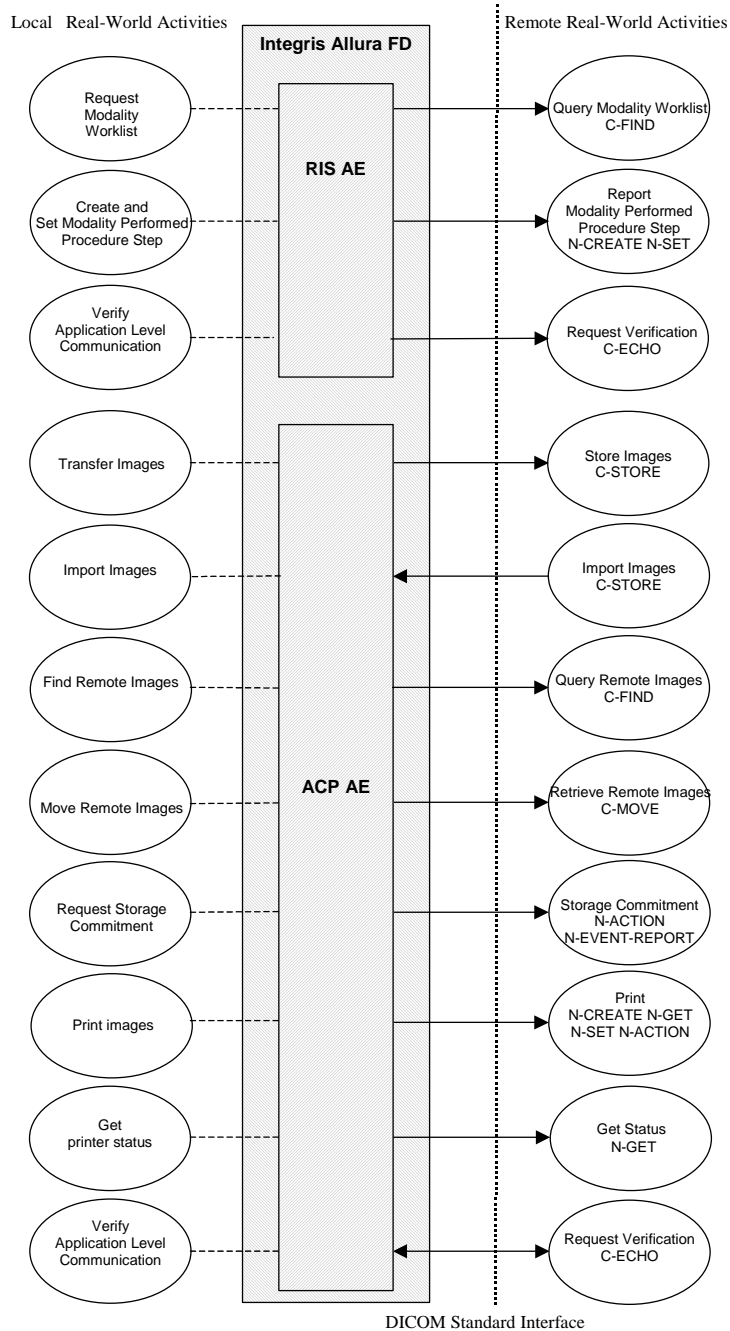 Local Real-World Activities
Remote Real-World Activities
Integris Allura FD
Request
Modality
Worklist
Query Modality Worklist
C-FIND
RIS AE
Create and
Set Modality Performed
Procedure Step
Report
Modality Performed
Procedure Step
N-CREATE N-SET
Verify
Application Level
Communication
Request Verification
C-ECHO
Transfer Images
Store Images
C-STORE
Import Images
Import Images
C-STORE
Find Remote Images
Query Remote Images
C-FIND
ACP AE
Move Remote Images
Retrieve Remote Images
C-MOVE
Request Storage
Commitment
Storage Commitment
N-ACTION
N-EVENT-REPORT
Print images
Print
N-CREATE N-GET
N-SET N-ACTION
Get
printer status
Get Status
N-GET
Verify
Application Level
Communication
Request Verification
C-ECHO
DICOM Standard Interface